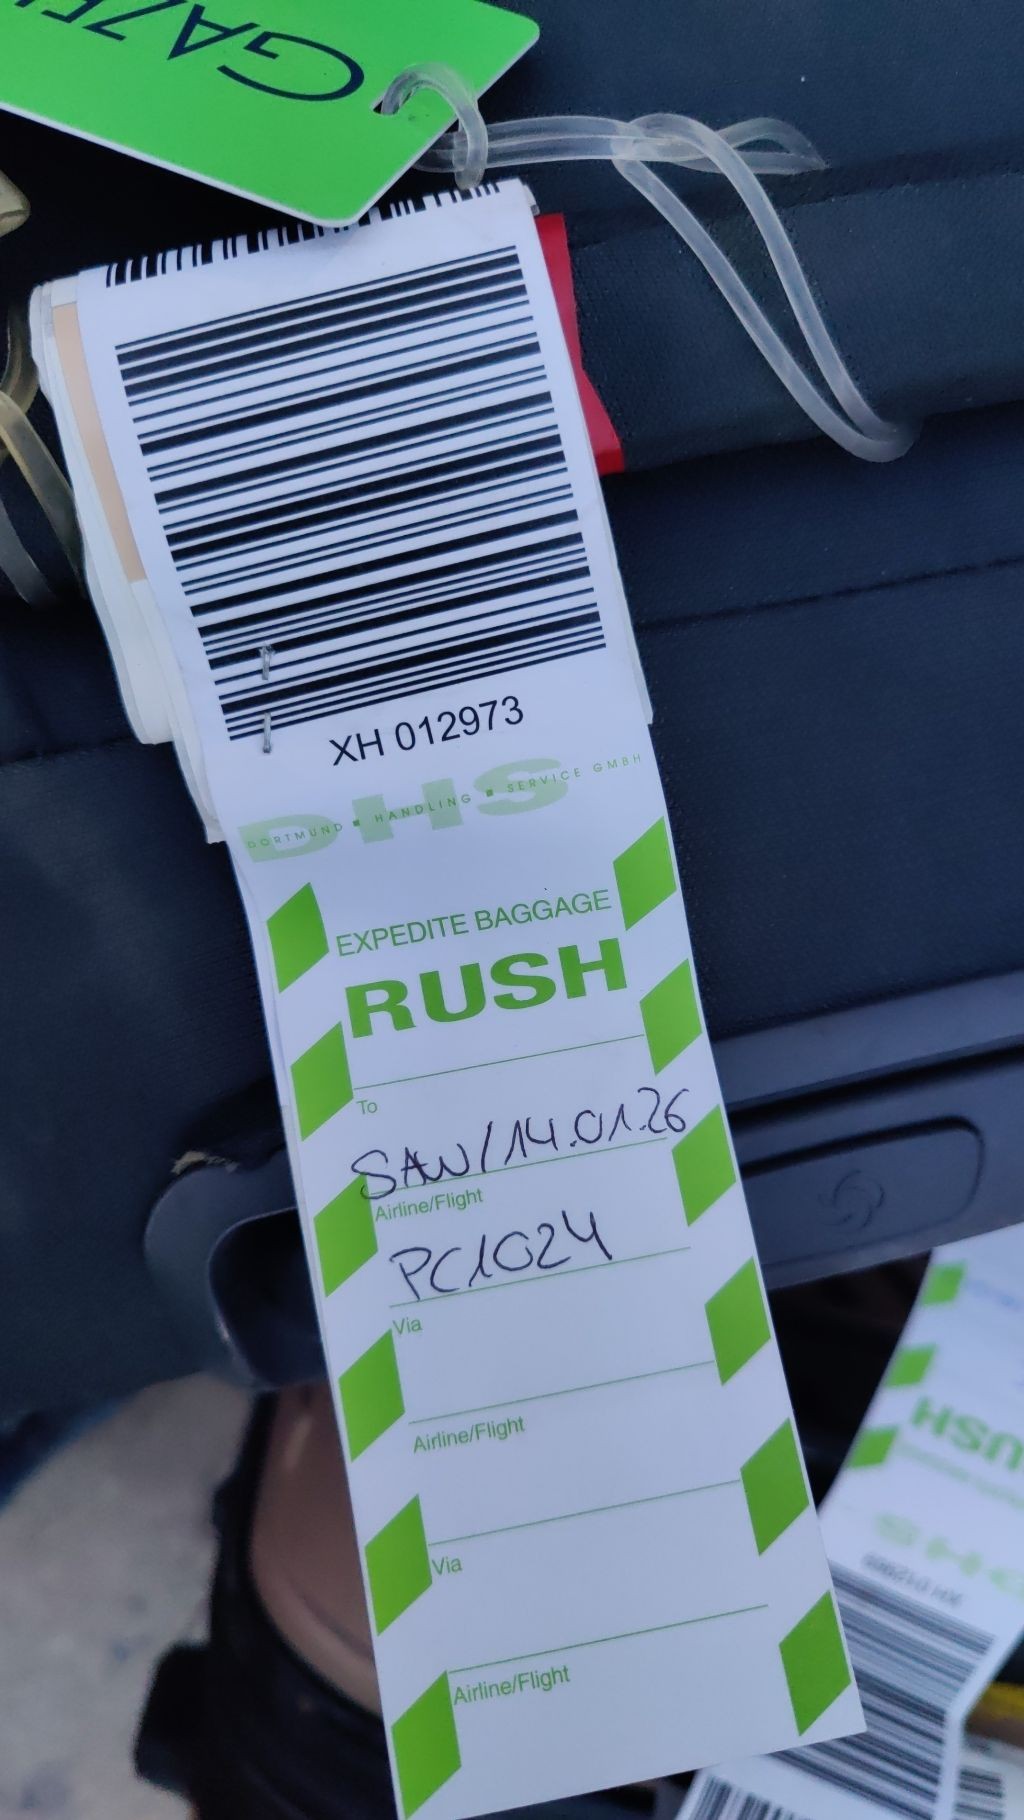 XH 012973
DHS
DORTMUND ▪ HANDLING ▪ SERVICE GMBH
EXPEDITE BAGGAGE
RUSH
To
SAW/14.01.26
Airline/Flight
PC1024
Via
Airline/Flight
Via
Airline/Flight
RUSH